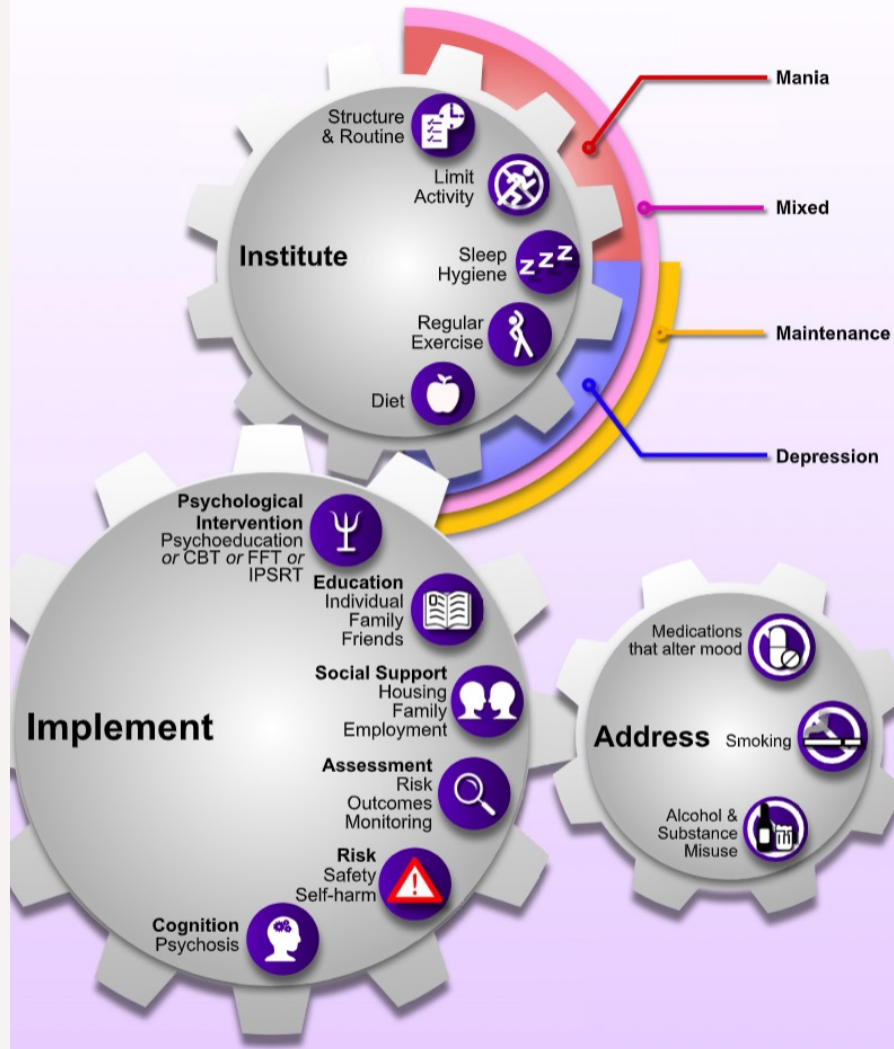 Mania
Mixed
Maintenance
Depression
Institute
Structure
& Routine
Limit
Activity
Sleep
Hygiene
z z z
Regular
Exercise
Diet
Implement
Psychological
Intervention
Psychoeducation
or CBT or FFT or
IPSRT
Education
Individual
Family
Friends
Social Support
Housing
Family
Employment
Assessment
Risk
Outcomes
Monitoring
Risk
Safety
Self-harm
Cognition
Psychosis
Address
Medications
that alter mood
Smoking
Alcohol &
Substance
Misuse